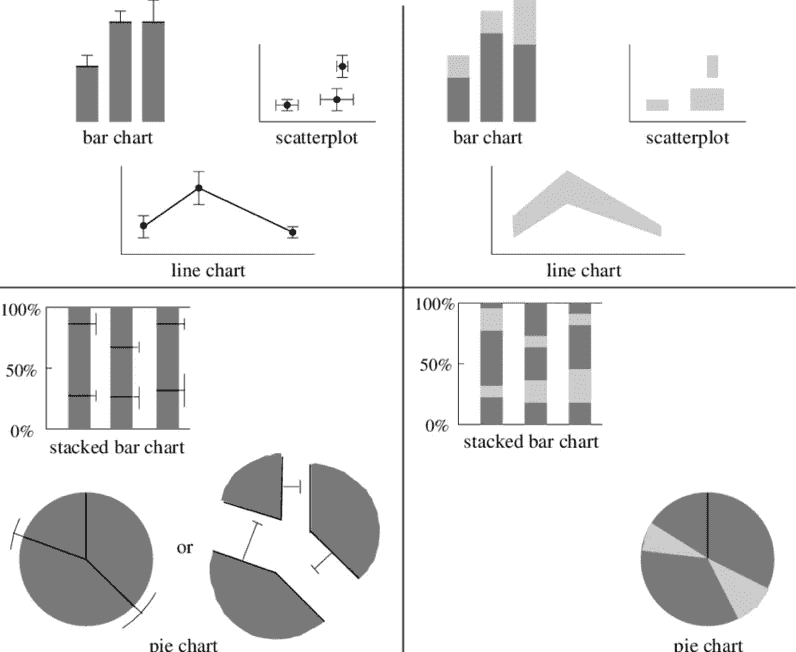 bar chart
scatterplot
line chart
bar chart
scatterplot
line chart
100%
50%
0%
stacked bar chart
or
pie chart
100%
50%
0%
stacked bar chart
pie chart